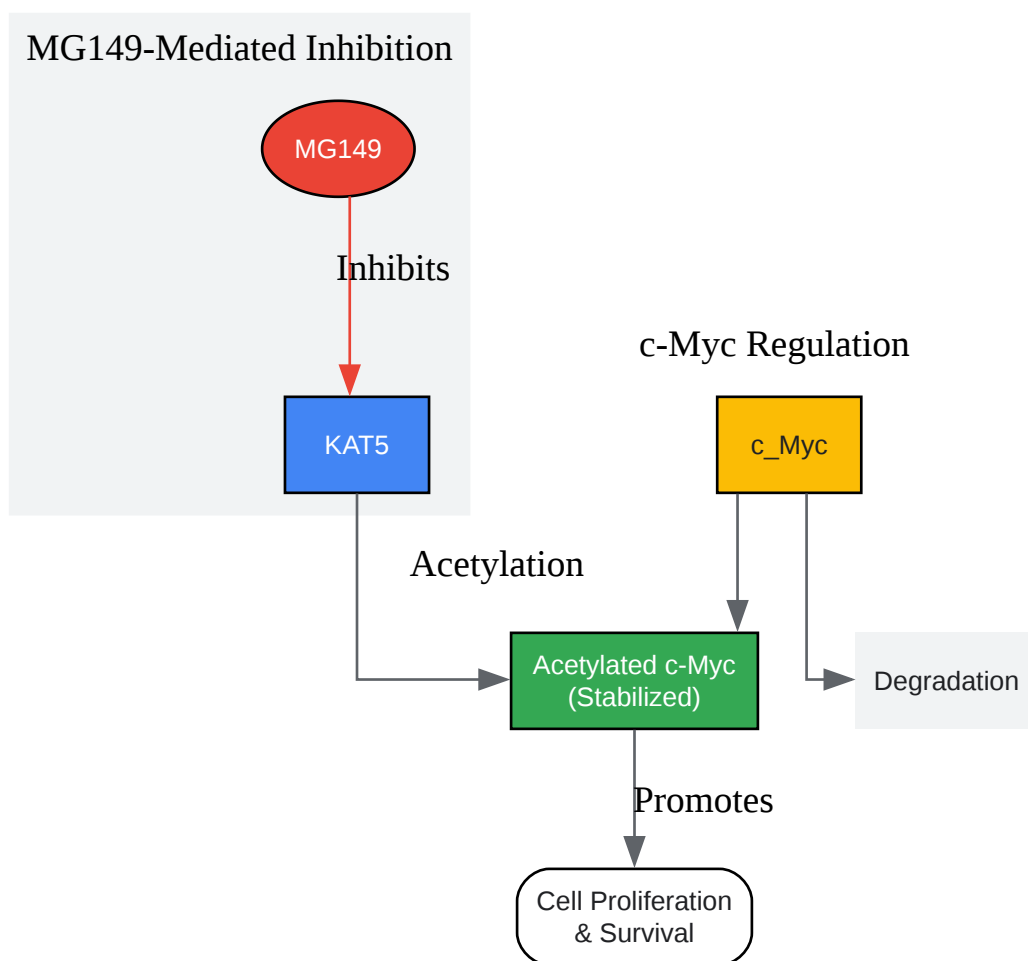 MG149-Mediated Inhibition
MG149
Inhibits
c-Myc Regulation
KAT5
c_Myc
Acetylation
Acetylated c-Myc
(Stabilized)
Degradation
Promotes
Cell Proliferation
& Survival